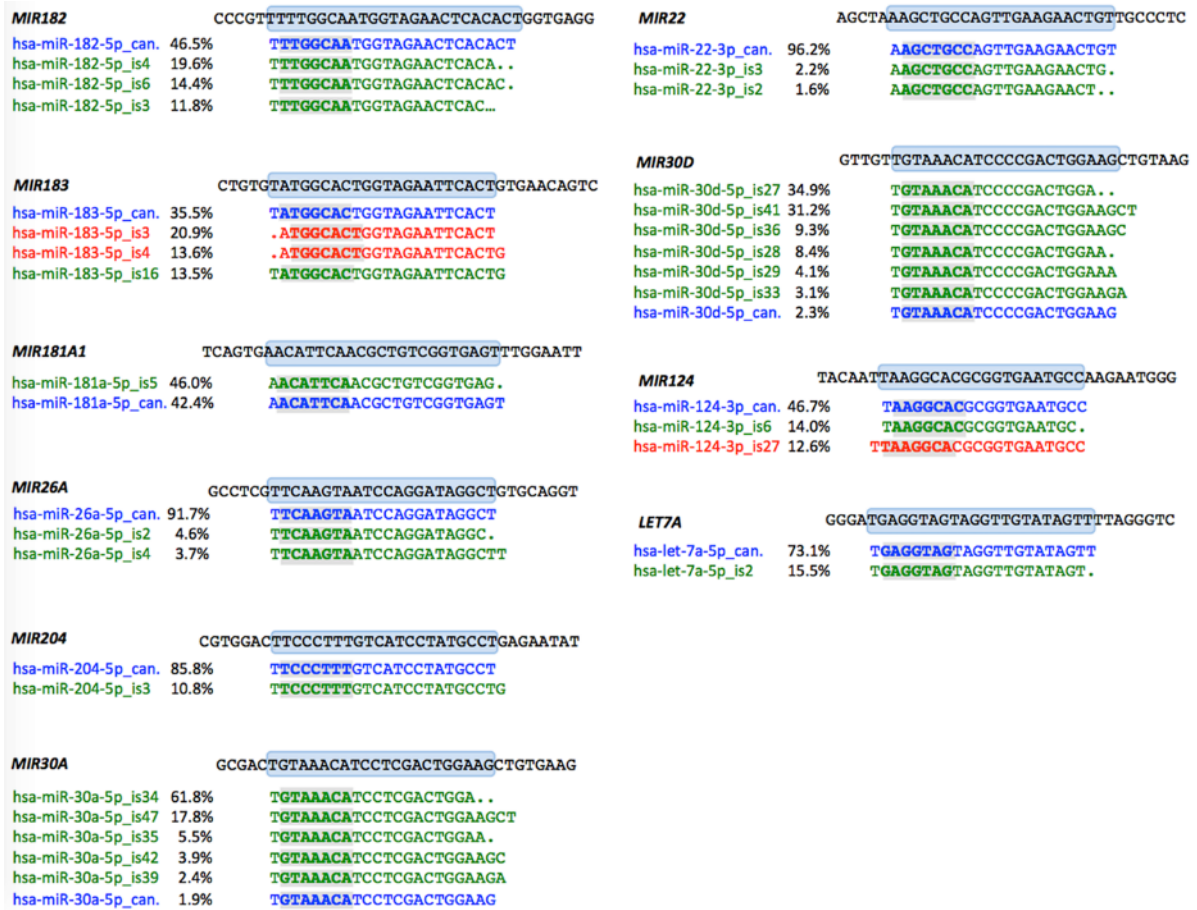 MIR182 CCCGTTTTTGGCAATGGTAGAACTCACACTGGTGAGG
hsa-miR-182-5p_can. 46.5% TTTGGCAATGGTAGAACTCACACT
hsa-miR-182-5p_is4 19.6% TTTGGCAATGGTAGAACTCACA..
hsa-miR-182-5p_is6 14.4% TTTGGCAATGGTAGAACTCACAC.
hsa-miR-182-5p_is3 11.8% TTTGGCAATGGTAGAACTCAC...
MIR183 CTGTGTATGGCACTGGTAGAATTCACTGTGAACAGTC
hsa-miR-183-5p_can. 35.5% TATGGCACTGGTAGAATTCACT
hsa-miR-183-5p_is3 20.9% .ATGGCACTGGTAGAATTCACT
hsa-miR-183-5p_is4 13.6% .ATGGCACTGGTAGAATTCACTG
hsa-miR-183-5p_is16 13.5% TATGGCACTGGTAGAATTCACTG
MIR181A1 TCAGTGAACATTCAACGCTGTCGGTGAGTTTGGAATT
hsa-miR-181a-5p_is5 46.0% AACATTCAACGCTGTCGGTGAG.
hsa-miR-181a-5p_can. 42.4% AACATTCAACGCTGTCGGTGAGT
MIR26A GCCTCGTTCAAGTAATCCAGGATAGGCTGTGCAGGT
hsa-miR-26a-5p_can. 91.7% TTCAAGTAATCCAGGATAGGCT
hsa-miR-26a-5p_is2 4.6% TTCAAGTAATCCAGGATAGGC.
hsa-miR-26a-5p_is4 3.7% TTCAAGTAATCCAGGATAGGCTT
MIR204 CGTGGACTTCCCTTTGTCATCCTATGCCTGAGAATAT
hsa-miR-204-5p_can. 85.8% TTCCCTTTGTCATCCTATGCCT
hsa-miR-204-5p_is3 10.8% TTCCCTTTGTCATCCTATGCCTG
MIR30A GCGACTGTAAACATCCTCGACTGGAAGCTGTGAAG
hsa-miR-30a-5p_is34 61.8% TGTAAACATCCTCGACTGGA..
hsa-miR-30a-5p_is47 17.8% TGTAAACATCCTCGACTGGAAGCT
hsa-miR-30a-5p_is35 5.5% TGTAAACATCCTCGACTGGAA.
hsa-miR-30a-5p_is42 3.9% TGTAAACATCCTCGACTGGAAGC
hsa-miR-30a-5p_is39 2.4% TGTAAACATCCTCGACTGGAAGA
hsa-miR-30a-5p_can. 1.9% TGTAAACATCCTCGACTGGAAG
MIR22 AGCTAAAGCTGCCAGTTGAAGAACTGTTGCCCTC
hsa-miR-22-3p_can. 96.2% AAGCTGCCAGTTGAAGAACTGT
hsa-miR-22-3p_is3 2.2% AAGCTGCCAGTTGAAGAACTG.
hsa-miR-22-3p_is2 1.6% AAGCTGCCAGTTGAAGAACT..
MIR30D GTTGTTGTAAACATCCCCGACTGGAAGCTGTAAG
hsa-miR-30d-5p_is27 34.9% TGTAAACATCCCCGACTGGA..
hsa-miR-30d-5p_is41 31.2% TGTAAACATCCCCGACTGGAAGCT
hsa-miR-30d-5p_is36 9.3% TGTAAACATCCCCGACTGGAAGC
hsa-miR-30d-5p_is28 8.4% TGTAAACATCCCCGACTGGAA.
hsa-miR-30d-5p_is29 4.1% TGTAAACATCCCCGACTGGAAA
hsa-miR-30d-5p_is33 3.1% TGTAAACATCCCCGACTGGAAGA
hsa-miR-30d-5p_can. 2.3% TGTAAACATCCCCGACTGGAAG
MIR124 TACAATTAAGGCACGCGGTGAATGCCAAGAATGGG
hsa-miR-124-3p_can. 46.7% TAAGGCACGCGGTGAATGCC
hsa-miR-124-3p_is6 14.0% TAAGGCACGCGGTGAATGC.
hsa-miR-124-3p_is27 12.6% TTAAGGCACGCGGTGAATGCC
LET7A GGGATGAGGTAGTAGGTTGTATAGTTTTAGGGTC
hsa-let-7a-5p_can. 73.1% TGAGGTAGTAGGTTGTATAGTT
hsa-let-7a-5p_is2 15.5% TGAGGTAGTAGGTTGTATAGT.